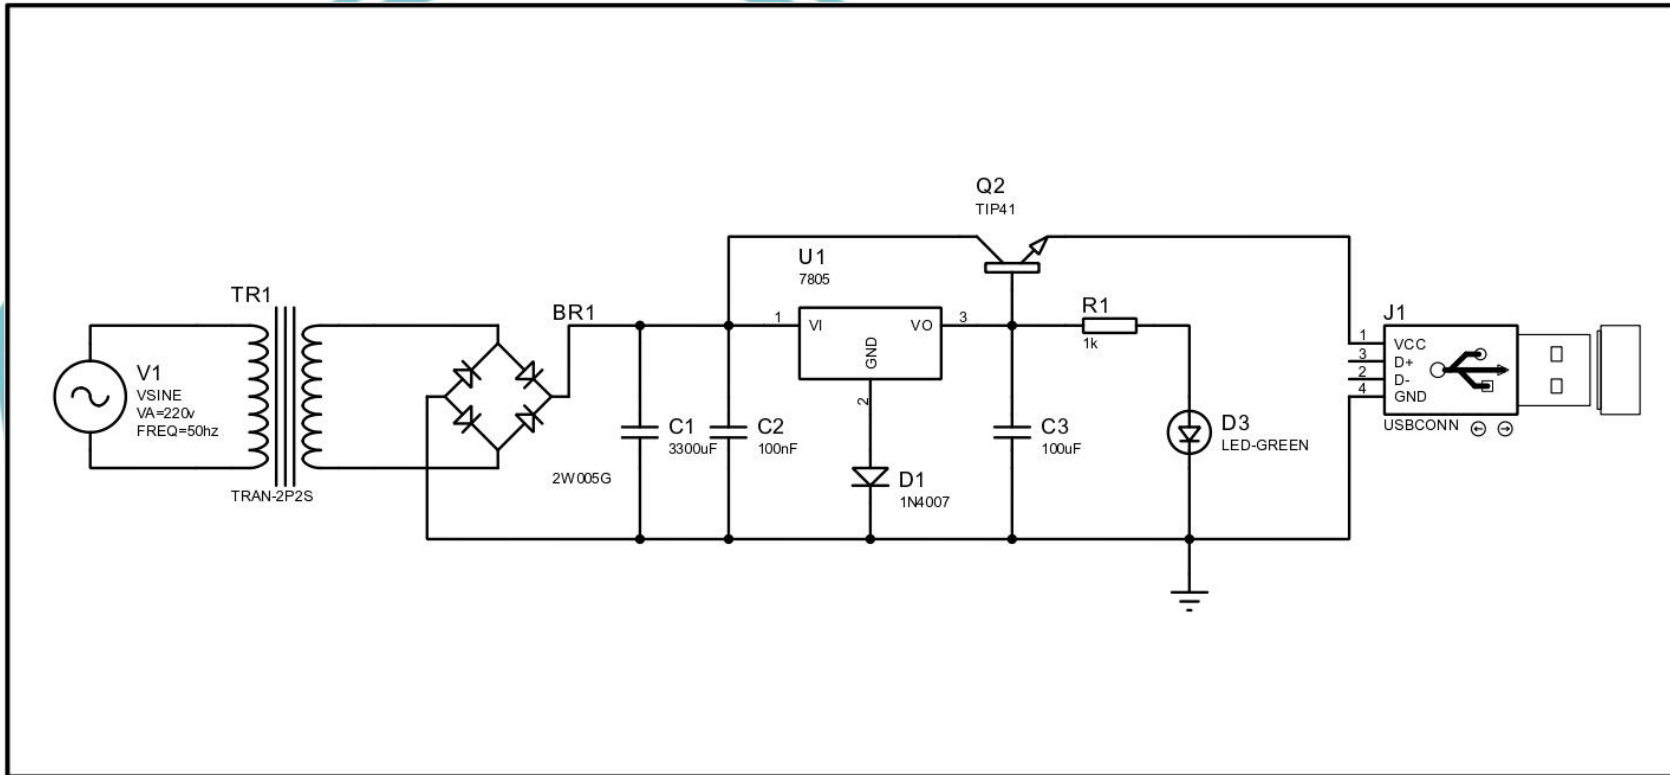 TR1
TRAN-2P2S
V1
VSINE
VA=220v
FREQ=50hz
BR1
2W005G
C1
3300uF
C2
100nF
U1
7805
1
VI
VO
3
GND
2
D1
1N4007
Q2
TIP41
C3
100uF
R1
1k
D3
LED-GREEN
J1
1
VCC
3
D+
2
D-
4
GND
USBCONN